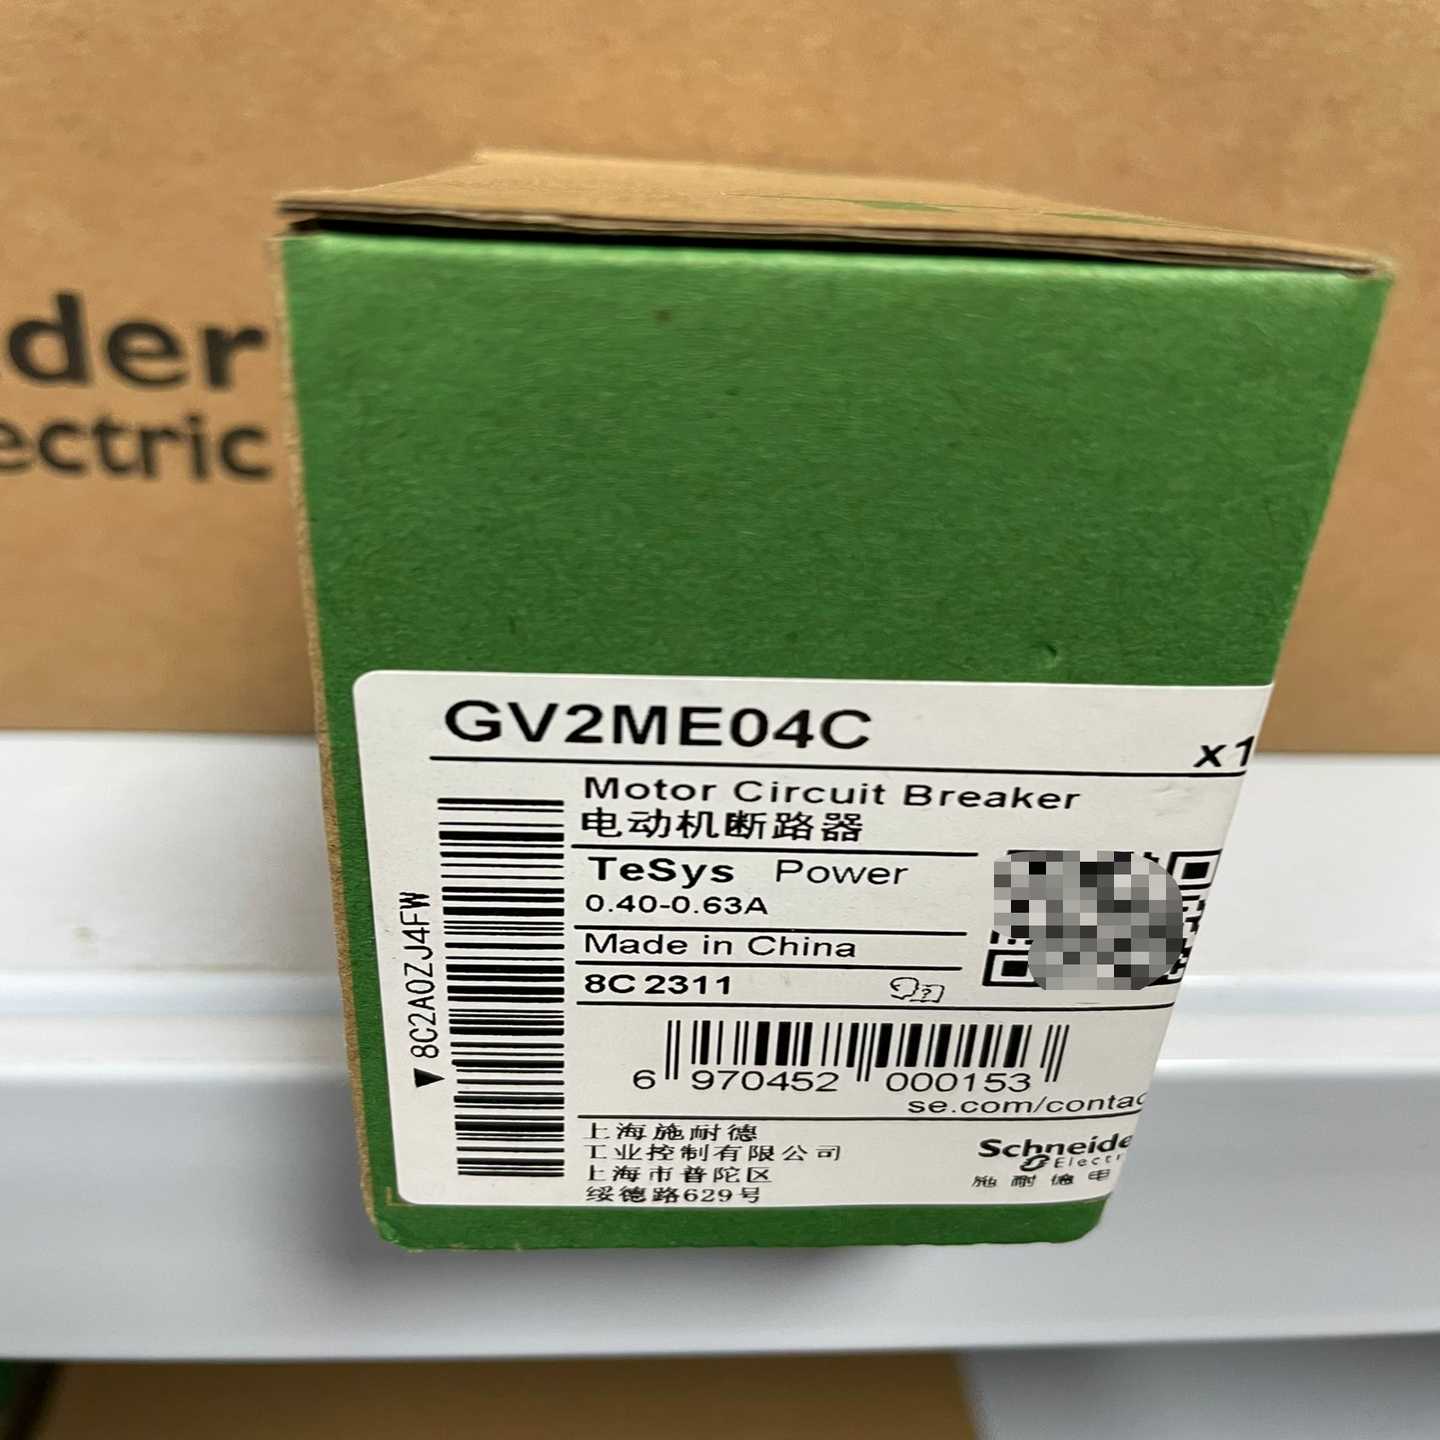 der
ectric
GV2ME04C
x1
Motor Circuit Breaker
电动机断路器
TeSys Power
0.40-0.63A
Made in China
8C 2311
8C2A0ZJ4FW
6 970452 000153
se.com/contac
上海施耐德
工业控制有限公司
上海市普陀区
绥德路629号
Schneide
Electr
施耐德电